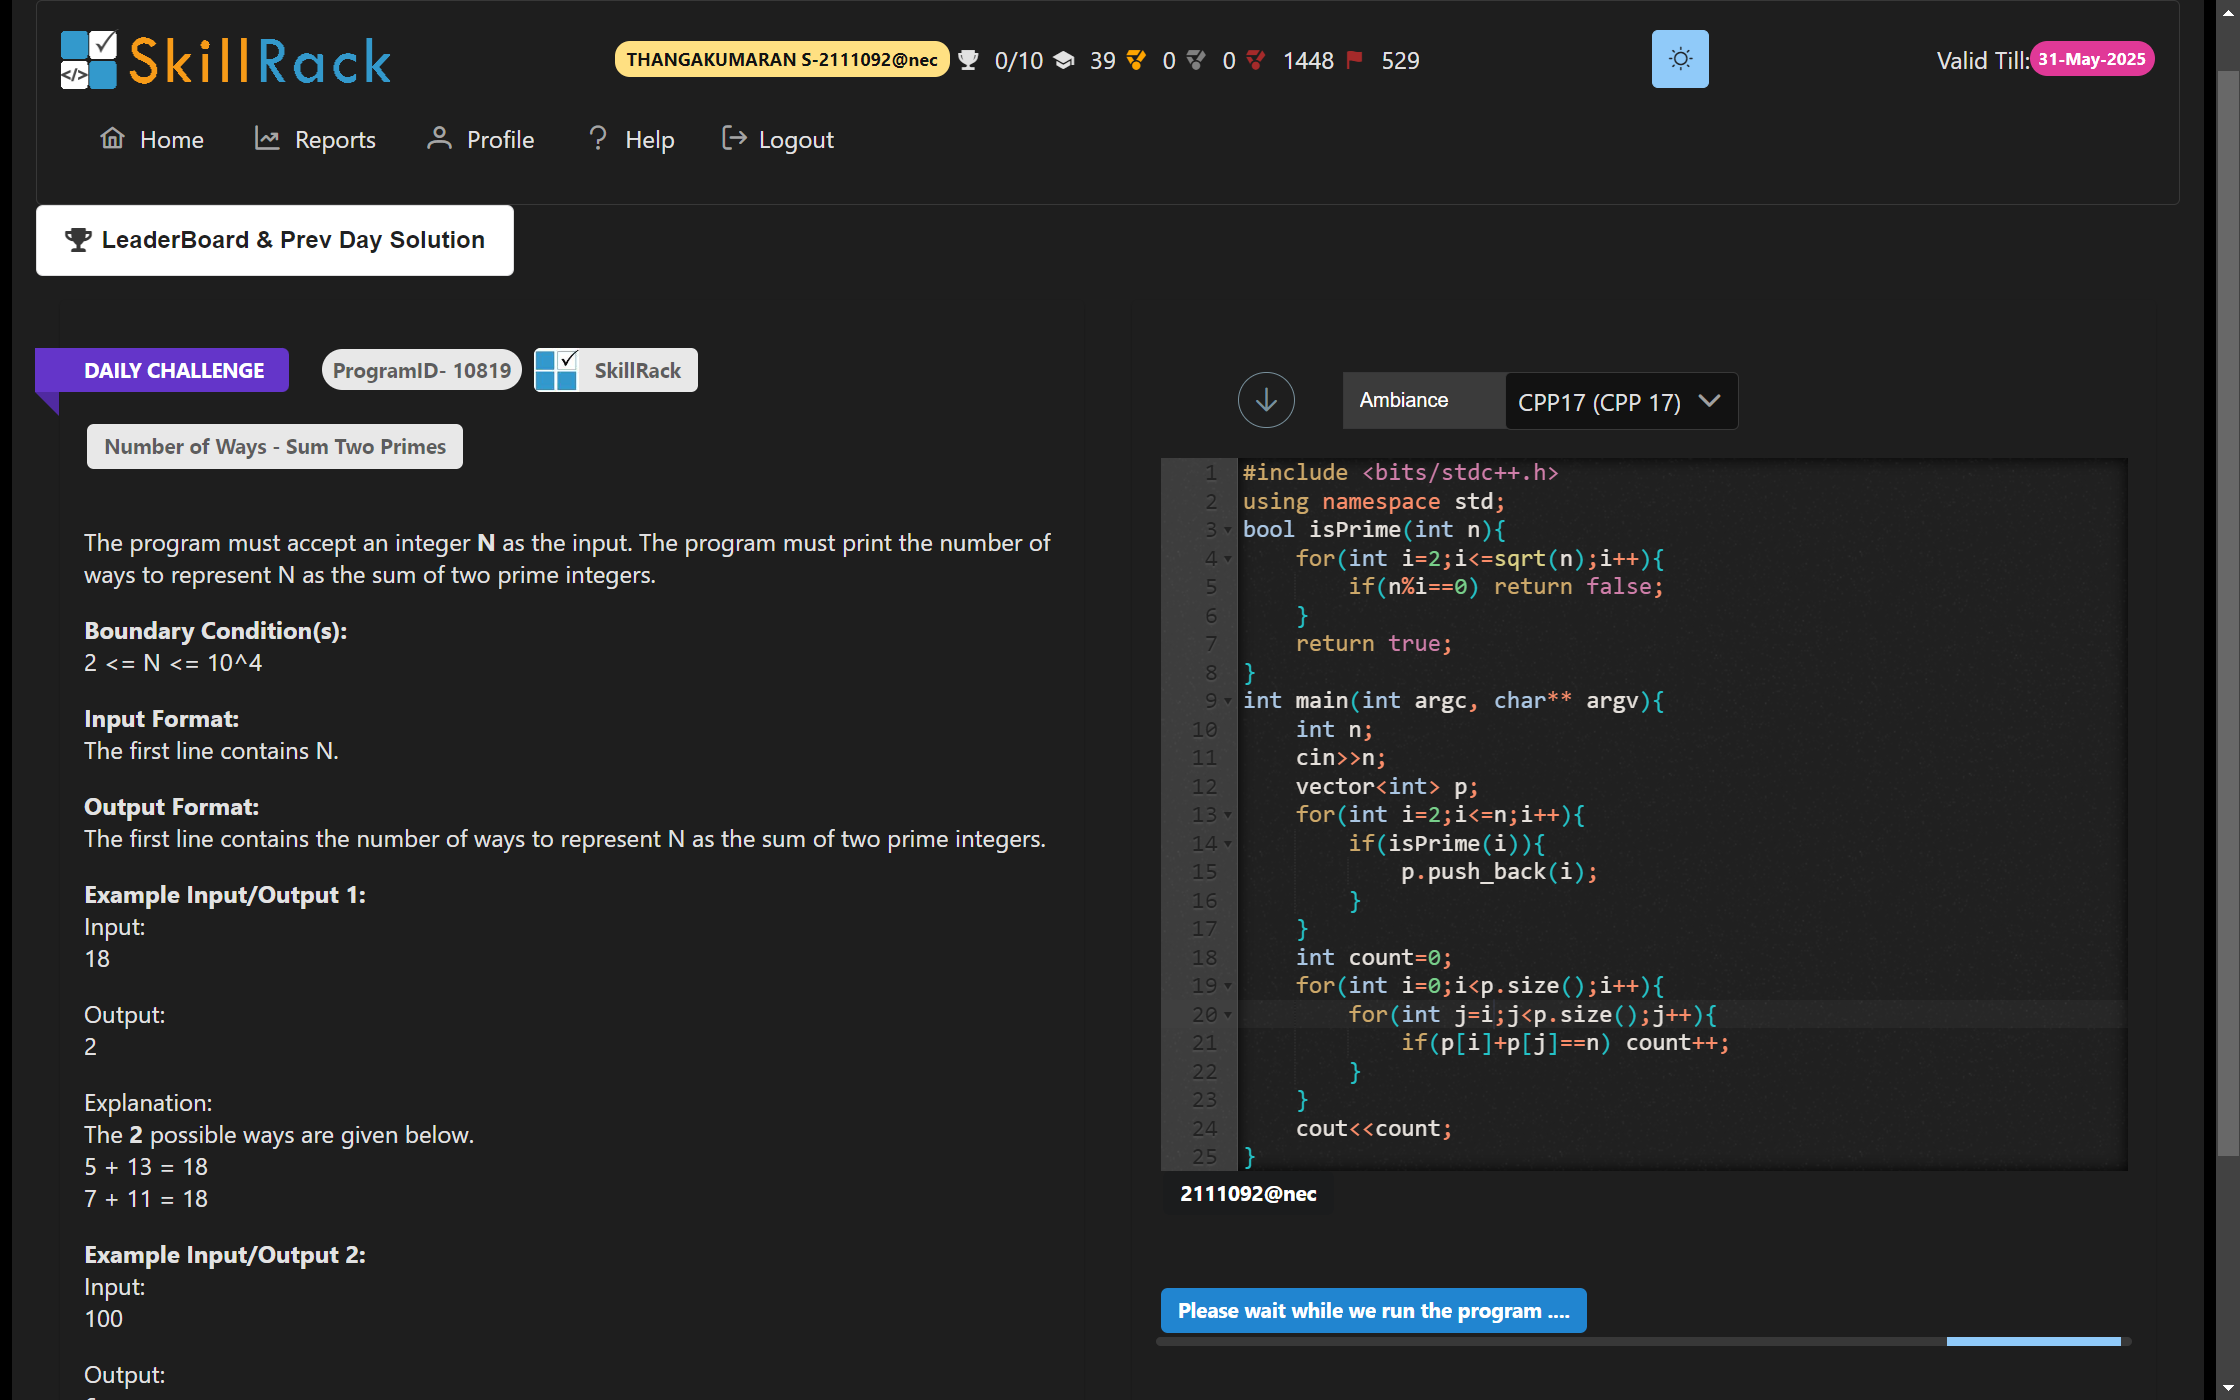 SkillRack
THANGAKUMARAN S-2111092@nec 0/10 39 0 0 1448 529
Valid Till: 31-May-2025
Home Reports Profile Help Logout
LeaderBoard & Prev Day Solution
DAILY CHALLENGE ProgramID- 10819 SkillRack
Number of Ways - Sum Two Primes
The program must accept an integer N as the input. The program must print the number of
ways to represent N as the sum of two prime integers.
Boundary Condition(s):
2 <= N <= 10^4
Input Format:
The first line contains N.
Output Format:
The first line contains the number of ways to represent N as the sum of two prime integers.
Example Input/Output 1:
Input:
18
Output:
2
Explanation:
The 2 possible ways are given below.
5 + 13 = 18
7 + 11 = 18
Example Input/Output 2:
Input:
100
Output:
Ambiance CPP17 (CPP 17)
1 #include <bits/stdc++.h>
2 using namespace std;
3 bool isPrime(int n){
4     for(int i=2;i<=sqrt(n);i++){
5         if(n%i==0) return false;
6     }
7     return true;
8 }
9 int main(int argc, char** argv){
10     int n;
11     cin>>n;
12     vector<int> p;
13     for(int i=2;i<=n;i++){
14         if(isPrime(i)){
15             p.push_back(i);
16         }
17     }
18     int count=0;
19     for(int i=0;i<p.size();i++){
20         for(int j=i;j<p.size();j++){
21             if(p[i]+p[j]==n) count++;
22         }
23     }
24     cout<<count;
25 }
2111092@nec
Please wait while we run the program ....